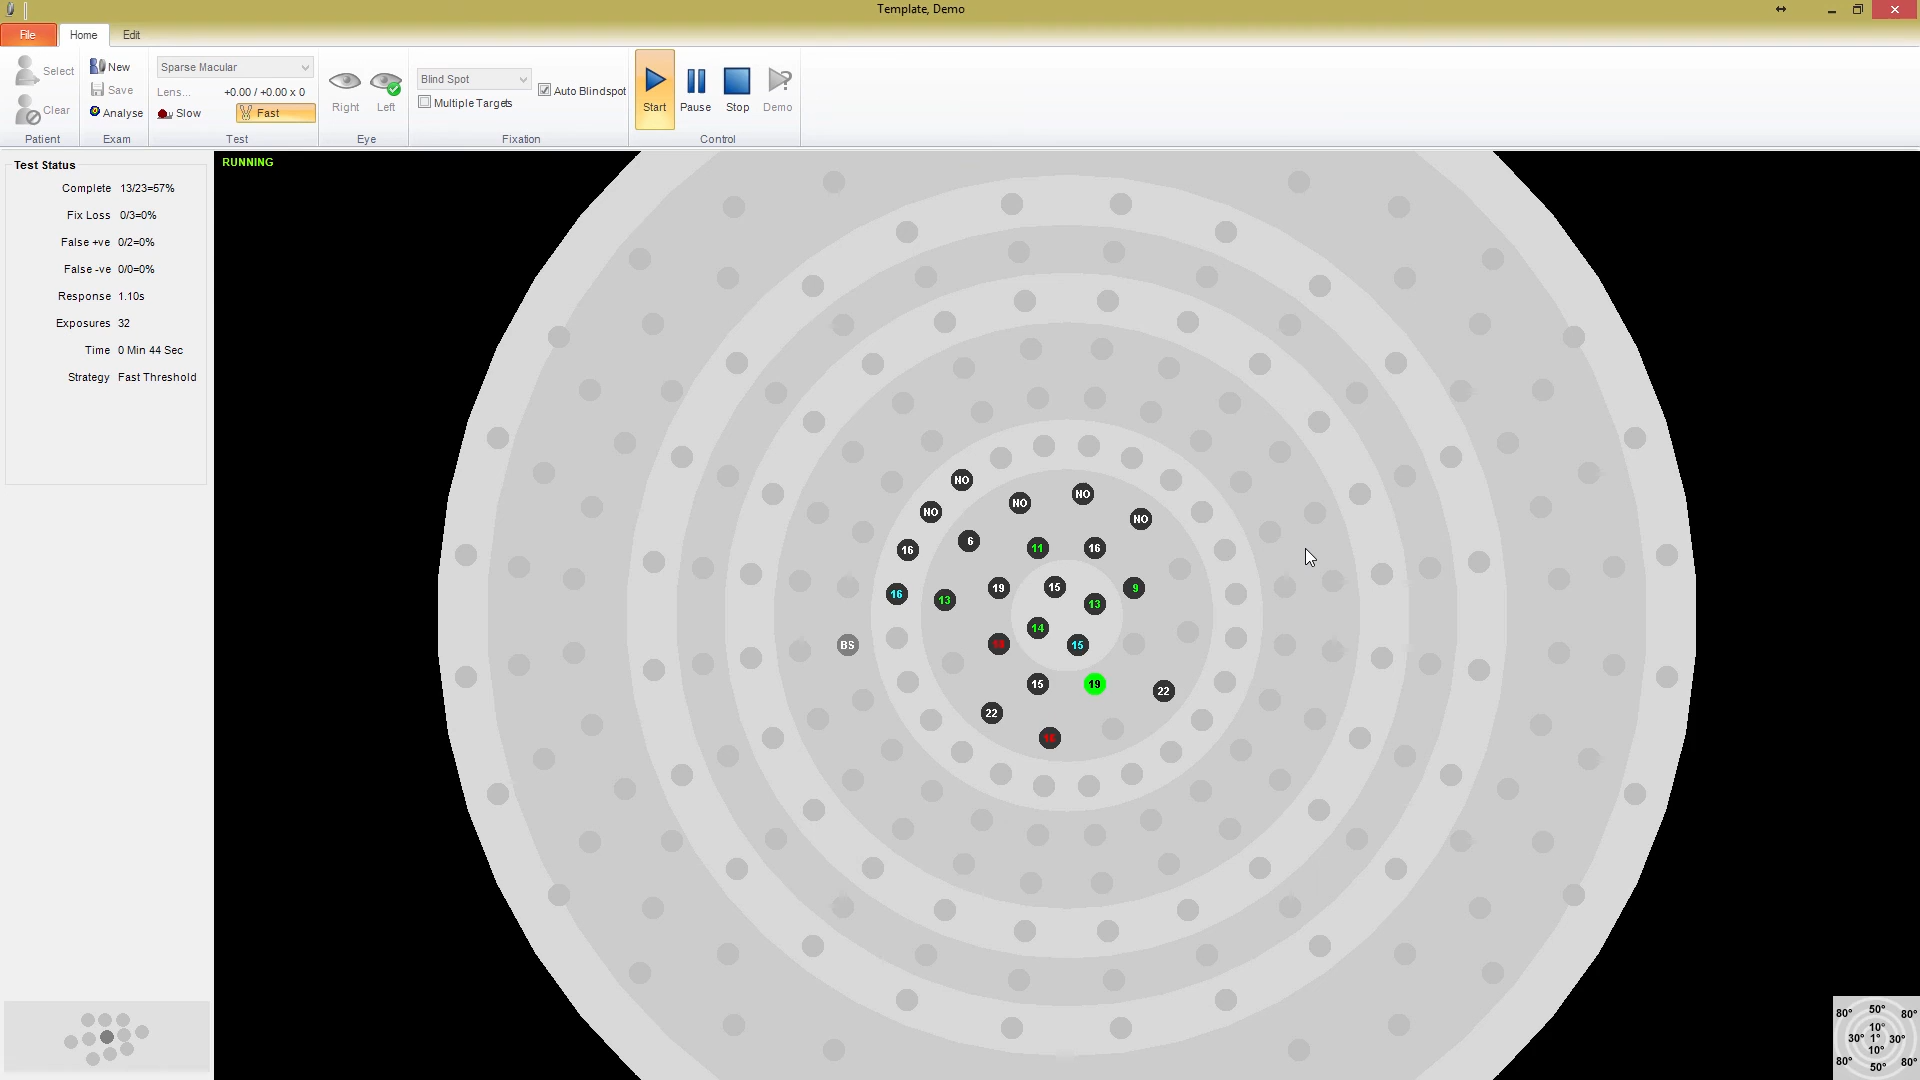 Template, Demo
File Home Edit
Select New Sparse Macular Blind Spot Auto Blindspot
Save Lens... +0.00 / +0.00 x 0 Multiple Targets
Clear Analyse Slow Fast Right Left Start Pause Stop Demo
Patient Exam Test Eye Fixation Control
Test Status
Complete 13/23=57%
Fix Loss 0/3=0%
False +ve 0/2=0%
False -ve 0/0=0%
Response 1.10s
Exposures 32
Time 0 Min 44 Sec
Strategy Fast Threshold
RUNNING
NO
NO NO
NO NO
16 6 11 16
19 15 9
16 13 13
14
BS 15
15 19 22
22
80° 50° 80°
10°
30° 1° 30°
10°
80° 50° 80°